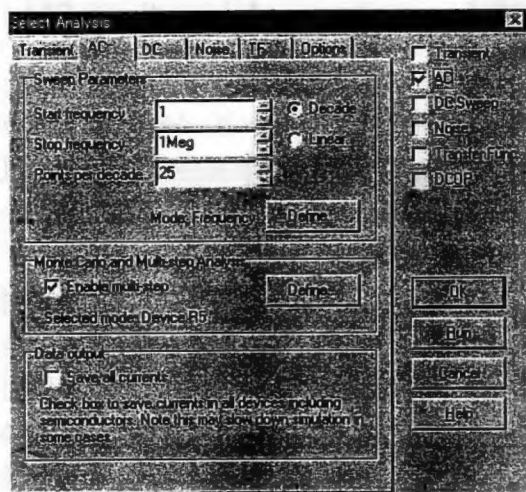 Select Analysis
Transient AC DC Noise TF Options
Sweep Parameters
Start frequency 1 Decade
Stop frequency 1Meg Linear
Points per decade 25
Mode: Frequency Define...
Monte Carlo and Multi-step Analysis
Enable multi-step Define...
Selected mode: Device R5
Data output
Save all currents
Check box to save currents in all devices including
semiconductors. Note this may slow down simulation in
some cases
Transient
AC
DC Sweep
Noise
Transfer Func
DCOP
OK
Run
Cancel
Help